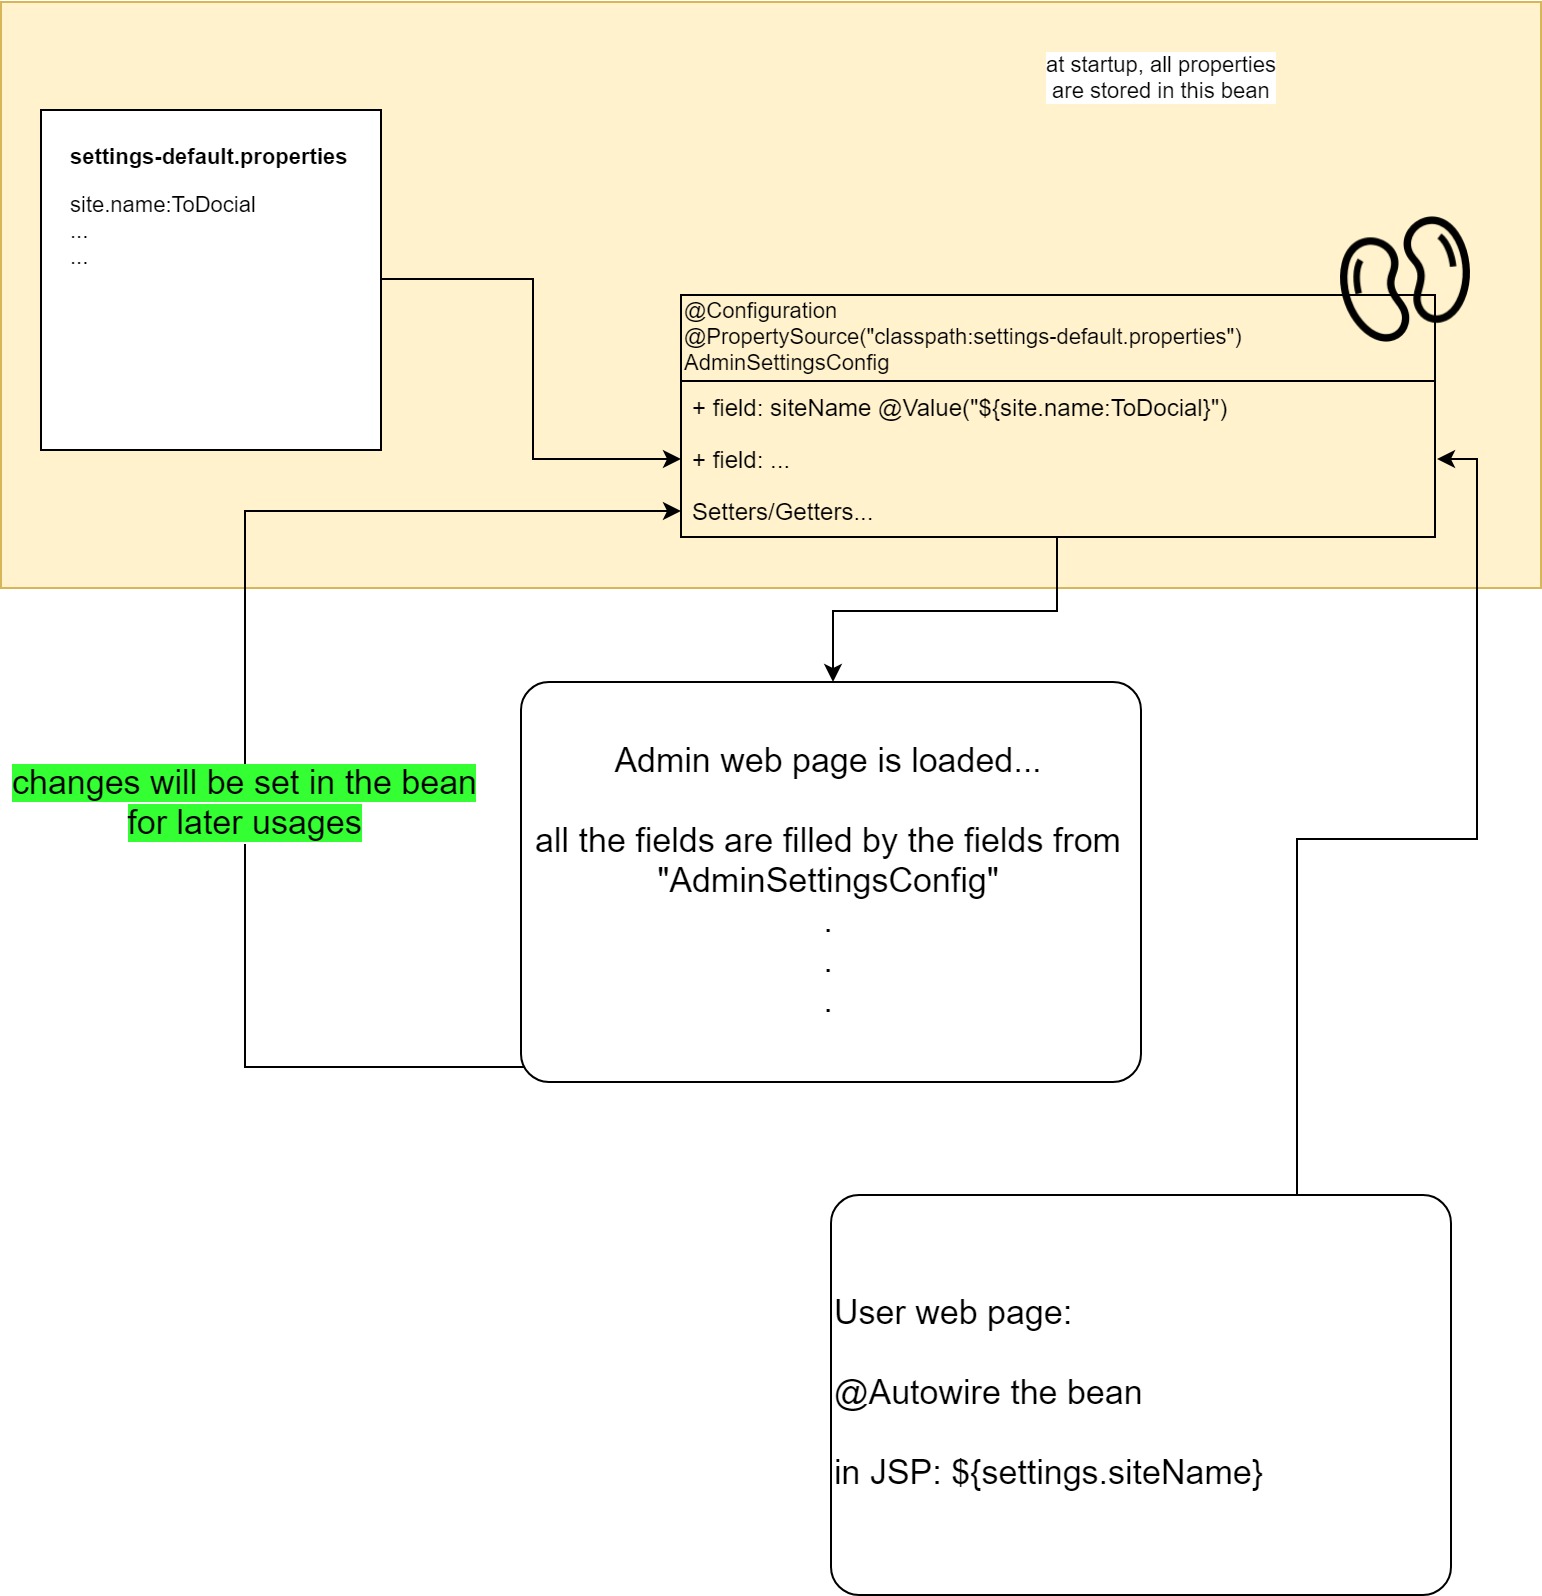 at startup, all properties
are stored in this bean
settings-default.properties
site.name:ToDocial
...
...
@Configuration
@PropertySource("classpath:settings-default.properties")
AdminSettingsConfig
+ field: siteName @Value("${site.name:ToDocial}")
+ field: ...
Setters/Getters...
changes will be set in the bean
for later usages
Admin web page is loaded...
all the fields are filled by the fields from
"AdminSettingsConfig"
.
.
.
User web page:
@Autowire the bean
in JSP: ${settings.siteName}